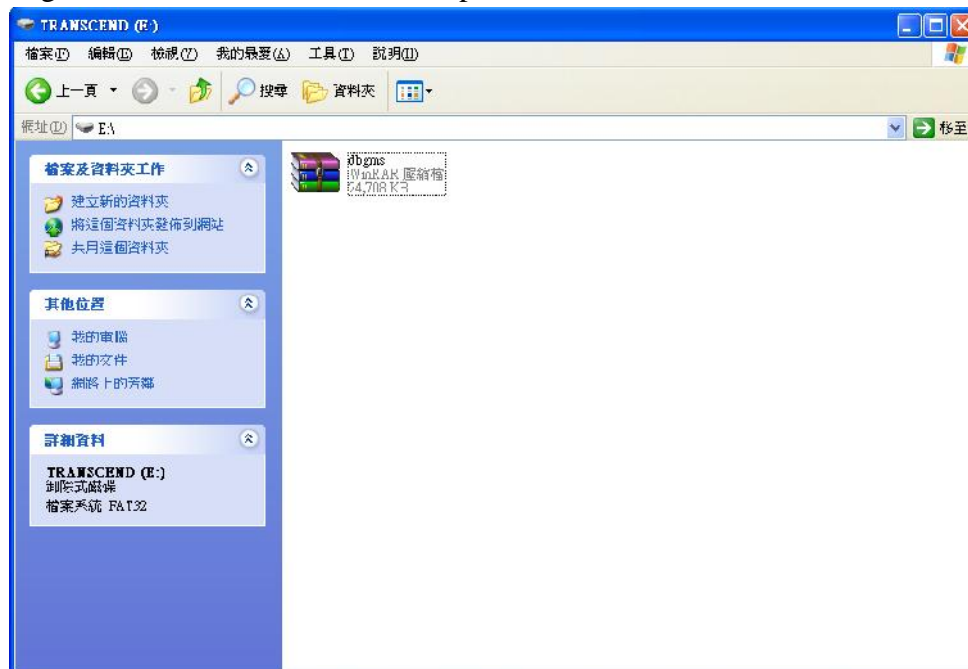 TRANSCEND (E:)
檔案(F) 編輯(E) 檢視(V) 我的最愛(A) 工具(T) 說明(H)
上一頁 搜尋 資料夾
網址(D) E:\ 移至
檔案及資料夾工作
建立新的資料夾
將這個資料夾發佈到網站
共用這個資料夾
其他位置
我的電腦
我的文件
網路上的芳鄰
詳細資料
TRANSCEND (E:)
卸除式磁碟
檔案系統 FAT32
dbgms
WinRAR 壓縮檔
54,708 KB